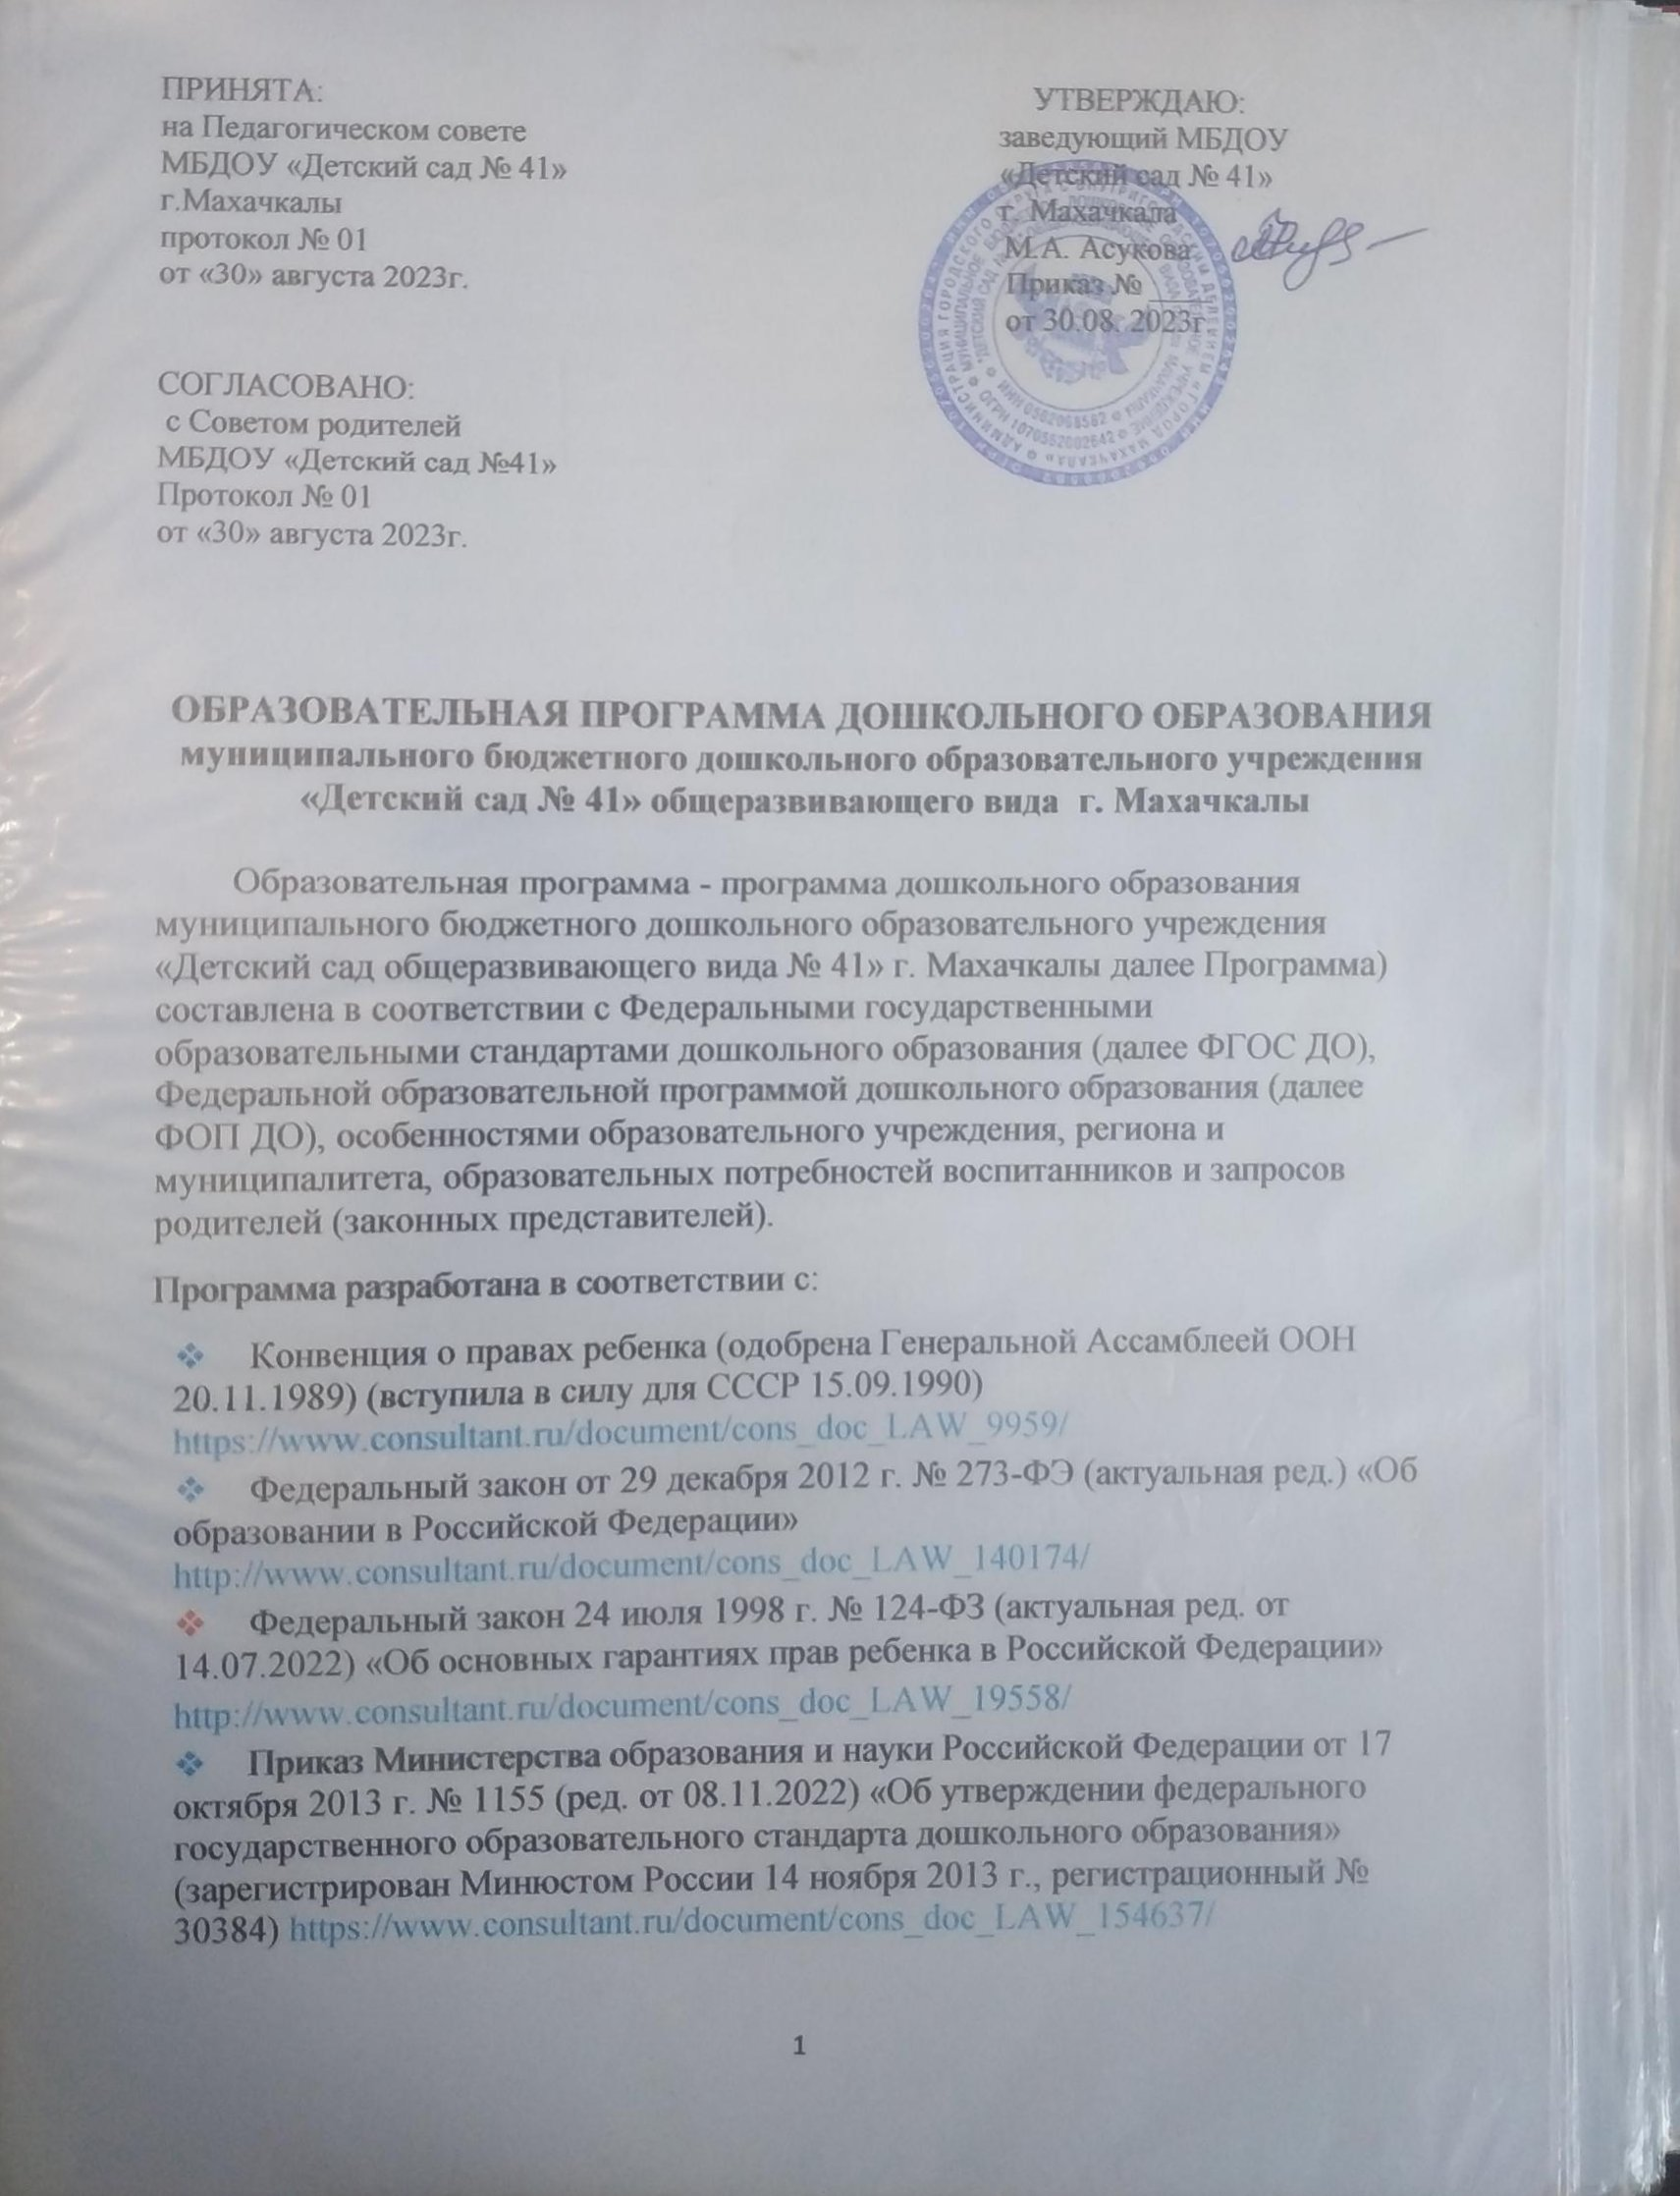 ПРИНЯТА:
на Педагогическом совете
МБДОУ «Детский сад № 41»
г.Махачкалы
протокол № 01
от «30» августа 2023г.
УТВЕРЖДАЮ:
заведующий МБДОУ
«Детский сад № 41»
г. Махачкала
М.А. Асукова
Приказ № ____
от 30.08. 2023г
СОГЛАСОВАНО:
с Советом родителей
МБДОУ «Детский сад №41»
Протокол № 01
от «30» августа 2023г.
ОБРАЗОВАТЕЛЬНАЯ ПРОГРАММА ДОШКОЛЬНОГО ОБРАЗОВАНИЯ
муниципального бюджетного дошкольного образовательного учреждения
«Детский сад № 41» общеразвивающего вида г. Махачкалы
Образовательная программа - программа дошкольного образования
муниципального бюджетного дошкольного образовательного учреждения
«Детский сад общеразвивающего вида № 41» г. Махачкалы далее Программа)
составлена в соответствии с Федеральными государственными
образовательными стандартами дошкольного образования (далее ФГОС ДО),
Федеральной образовательной программой дошкольного образования (далее
ФОП ДО), особенностями образовательного учреждения, региона и
муниципалитета, образовательных потребностей воспитанников и запросов
родителей (законных представителей).
Программа разработана в соответствии с:
❖ Конвенция о правах ребенка (одобрена Генеральной Ассамблеей ООН
20.11.1989) (вступила в силу для СССР 15.09.1990)
https://www.consultant.ru/document/cons_doc_LAW_9959/
❖ Федеральный закон от 29 декабря 2012 г. № 273-ФЭ (актуальная ред.) «Об
образовании в Российской Федерации»
http://www.consultant.ru/document/cons_doc_LAW_140174/
❖ Федеральный закон 24 июля 1998 г. № 124-ФЗ (актуальная ред. от
14.07.2022) «Об основных гарантиях прав ребенка в Российской Федерации»
http://www.consultant.ru/document/cons_doc_LAW_19558/
❖ Приказ Министерства образования и науки Российской Федерации от 17
октября 2013 г. № 1155 (ред. от 08.11.2022) «Об утверждении федерального
государственного образовательного стандарта дошкольного образования»
(зарегистрирован Минюстом России 14 ноября 2013 г., регистрационный №
30384) https://www.consultant.ru/document/cons_doc_LAW_154637/
1